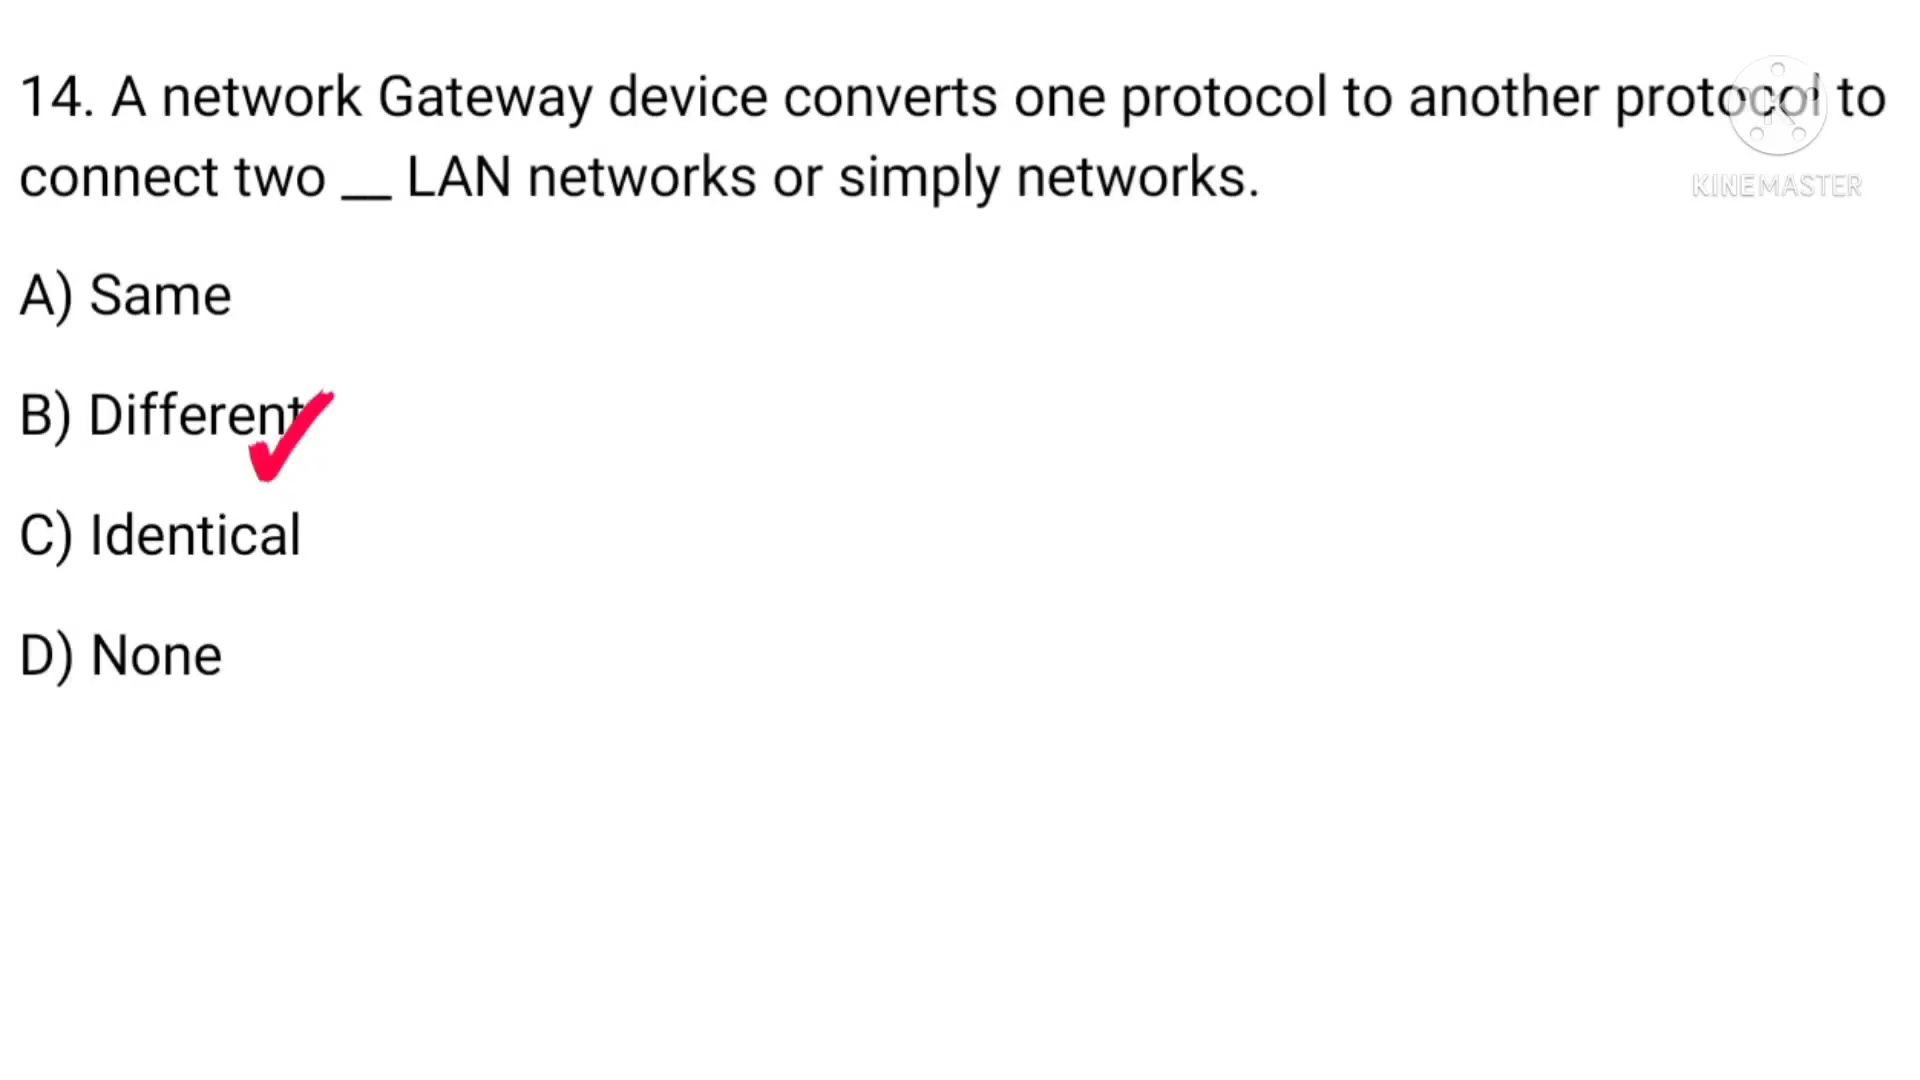 14. A network Gateway device converts one protocol to another protocol to
connect two __ LAN networks or simply networks.
KINEMASTER
A) Same
B) Different
C) Identical
D) None